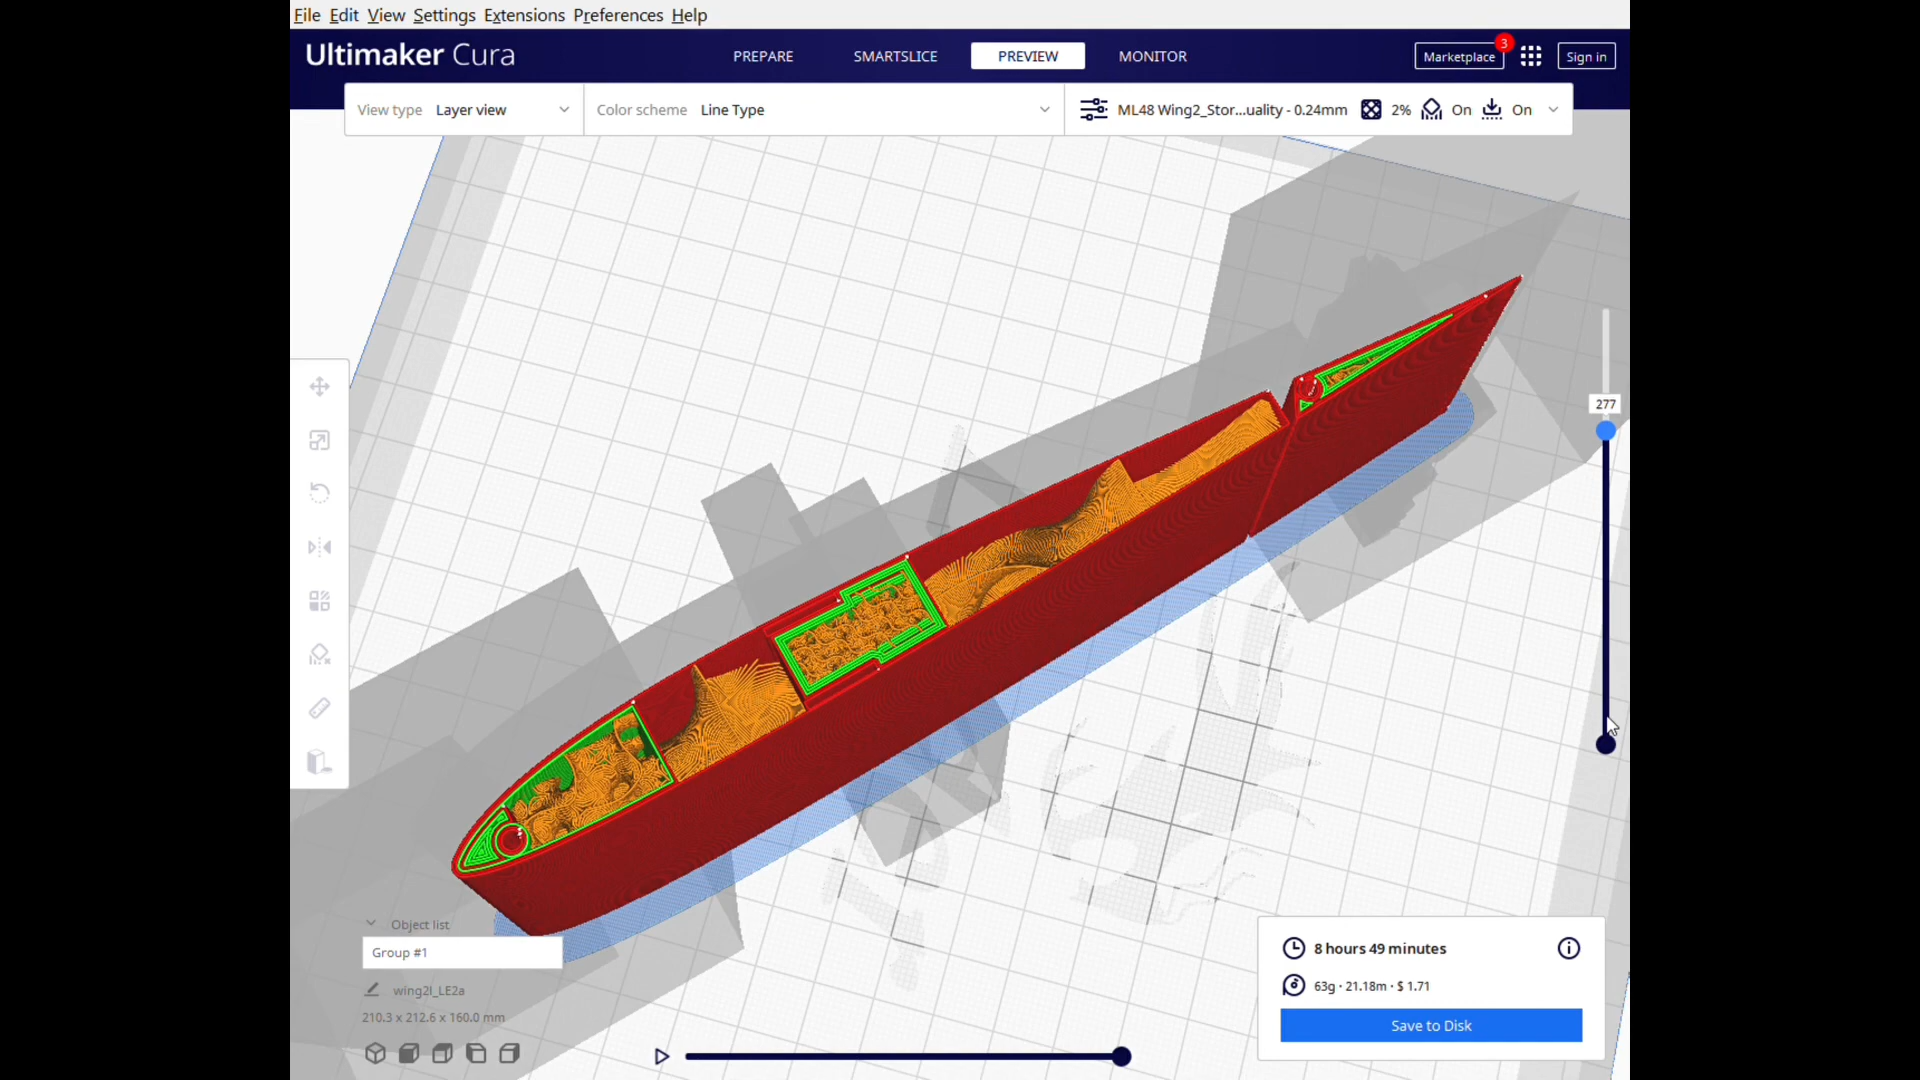 File Edit View Settings Extensions Preferences Help
Ultimaker Cura
PREPARE SMARTSLICE PREVIEW MONITOR
Marketplace 3 Sign in
View type Layer view Color scheme Line Type ML48 Wing2_Stor...uality - 0.24mm 2% On On
277
Object list
Group #1
wing2l_LE2a
210.3 x 212.6 x 160.0 mm
8 hours 49 minutes
63g · 21.18m · $ 1.71
Save to Disk